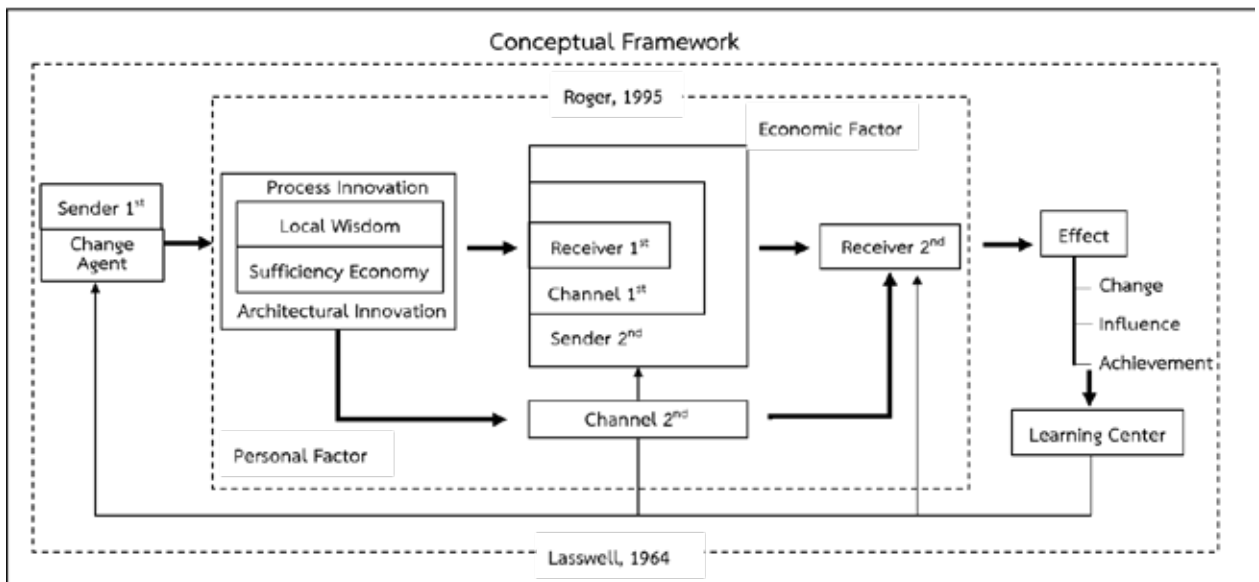 Conceptual Framework
Roger, 1995
Economic Factor
Sender 1st
Change
Agent
Process Innovation
Local Wisdom
Sufficiency Economy
Architectural Innovation
Receiver 1st
Channel 1st
Sender 2nd
Receiver 2nd
Effect
Change
Influence
Achievement
Channel 2nd
Learning Center
Personal Factor
Lasswell, 1964